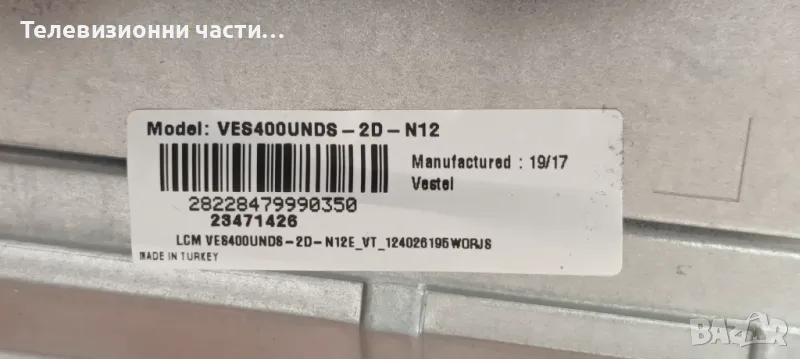 Телевизионни части...
Model: VES400UNDS-2D-N12
Manufactured : 19/17
Vestel
28228479990350
23471426
LCM VES400UNDS-2D-N12E_VT_124026195WORJS
MADE IN TURKEY
BAZAR